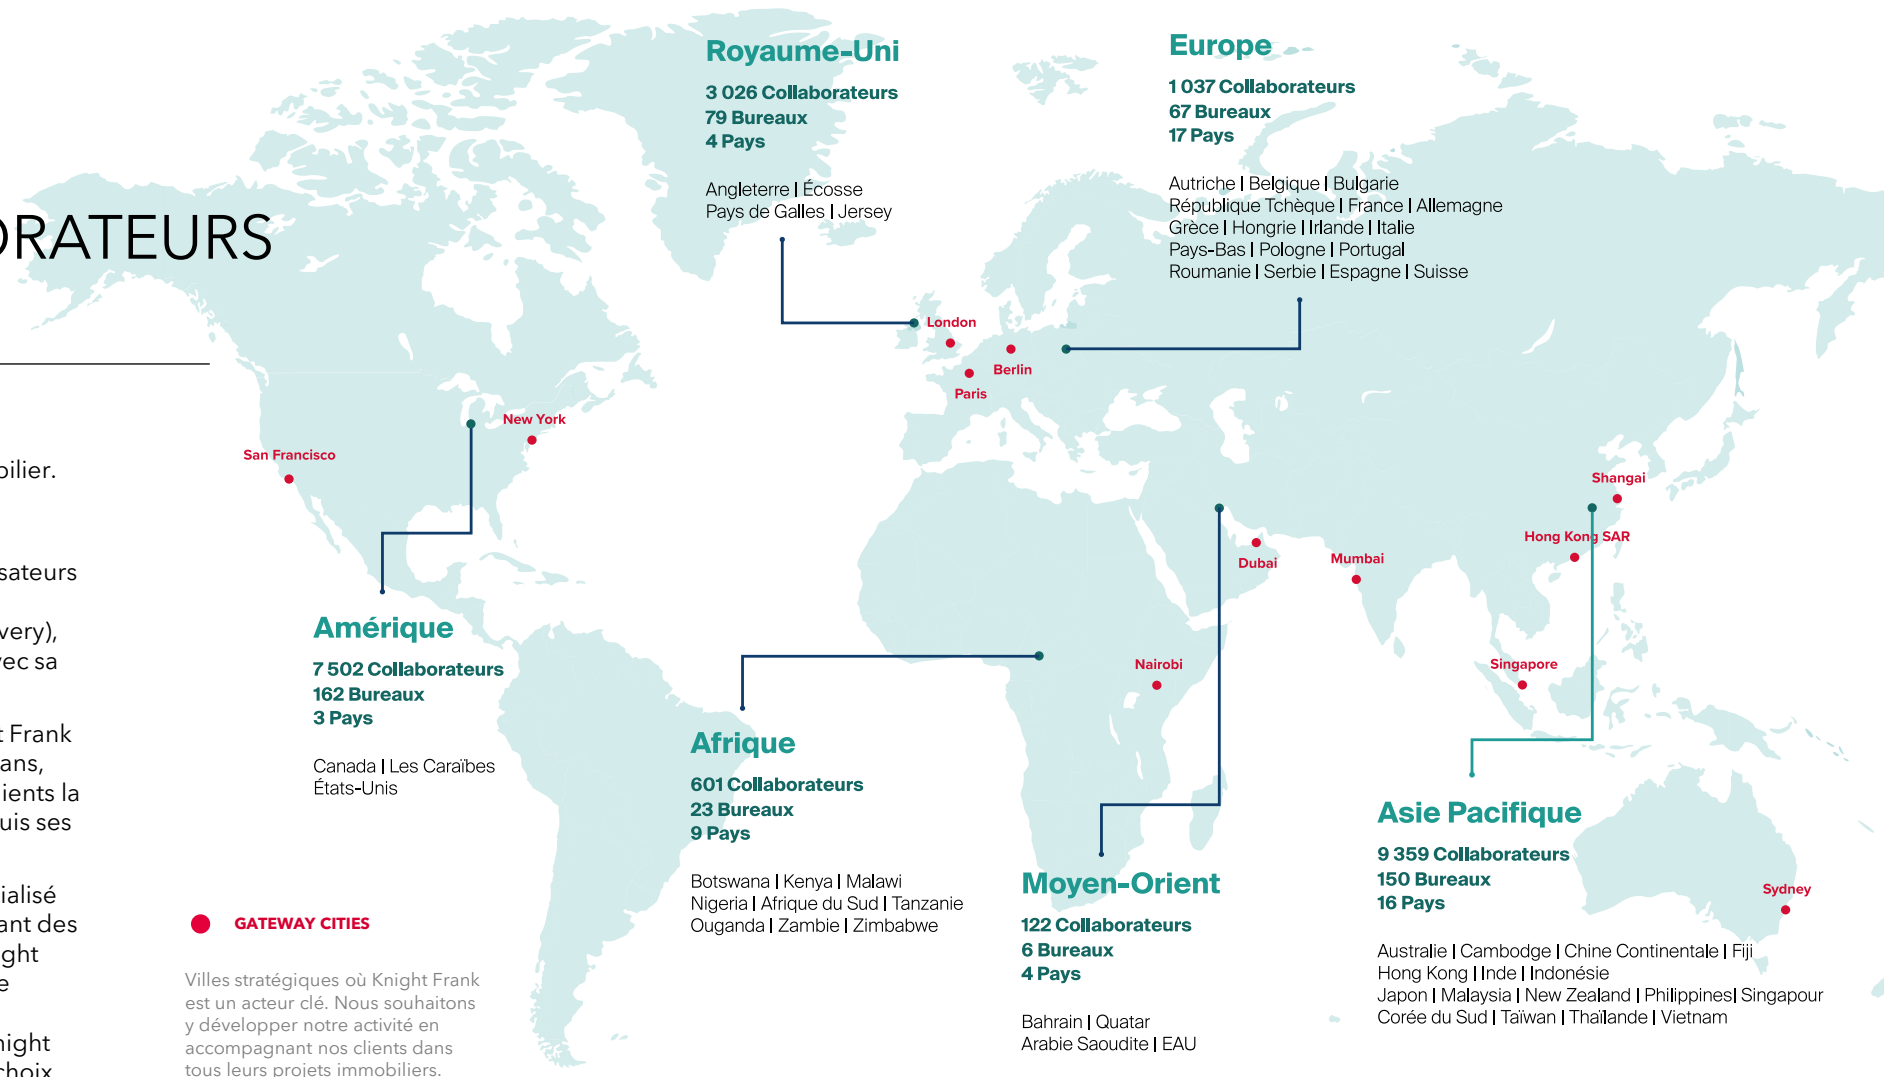 ORATEURS
bilier.
sateurs
very),
vec sa
t Frank
ans,
ients la
uis ses
ialisé
ant des
ght
e
night
choix
GATEWAY CITIES
Villes stratégiques où Knight Frank
est un acteur clé. Nous souhaitons
y développer notre activité en
accompagnant nos clients dans
tous leurs projets immobiliers.
Royaume-Uni
3 026 Collaborateurs
79 Bureaux
4 Pays
Angleterre | Écosse
Pays de Galles | Jersey
Europe
1 037 Collaborateurs
67 Bureaux
17 Pays
Autriche | Belgique | Bulgarie
République Tchèque | France | Allemagne
Grèce | Hongrie | Irlande | Italie
Pays-Bas | Pologne | Portugal
Roumanie | Serbie | Espagne | Suisse
London
Berlin
Paris
New York
San Francisco
Shangai
Hong Kong SAR
Dubai
Mumbai
Nairobi
Singapore
Sydney
Amérique
7 502 Collaborateurs
162 Bureaux
3 Pays
Canada | Les Caraïbes
États-Unis
Afrique
601 Collaborateurs
23 Bureaux
9 Pays
Botswana | Kenya | Malawi
Nigeria | Afrique du Sud | Tanzanie
Ouganda | Zambie | Zimbabwe
Moyen-Orient
122 Collaborateurs
6 Bureaux
4 Pays
Bahrain | Quatar
Arabie Saoudite | EAU
Asie Pacifique
9 359 Collaborateurs
150 Bureaux
16 Pays
Australie | Cambodge | Chine Continentale | Fiji
Hong Kong | Inde | Indonésie
Japon | Malaysia | New Zealand | Philippines| Singapour
Corée du Sud | Taïwan | Thaïlande | Vietnam